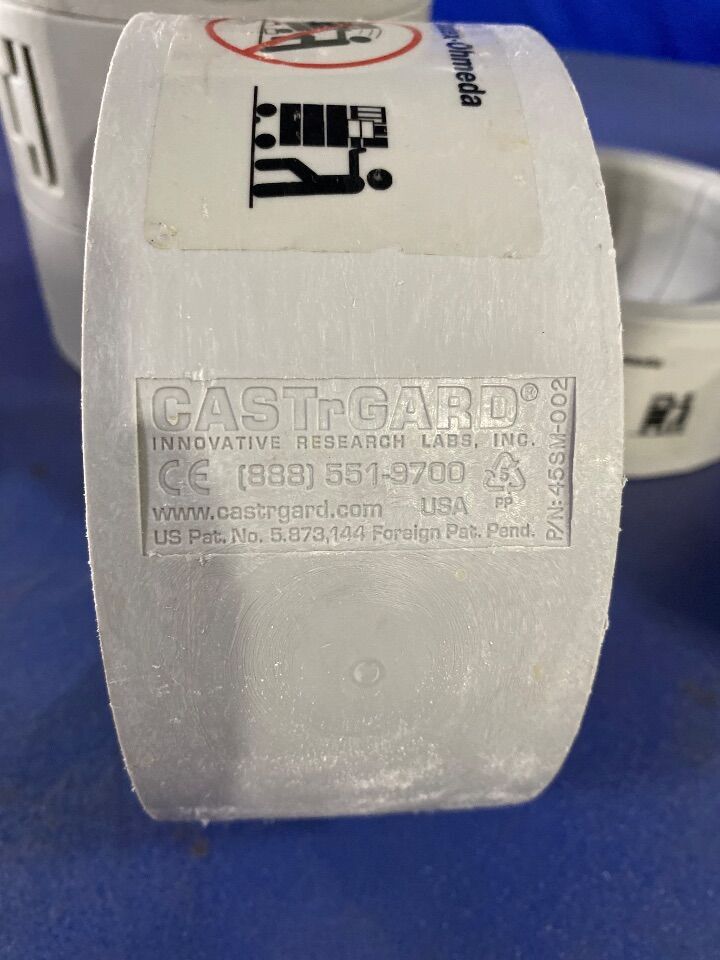 Ohmeda
CASTrGARD®
INNOVATIVE RESEARCH LABS, INC.
CE (888) 551-9700
5
PP
www.castrgard.com USA
US Pat. No. 5,873,144 Foreign Pat. Pend.
P/N: 45SM-002